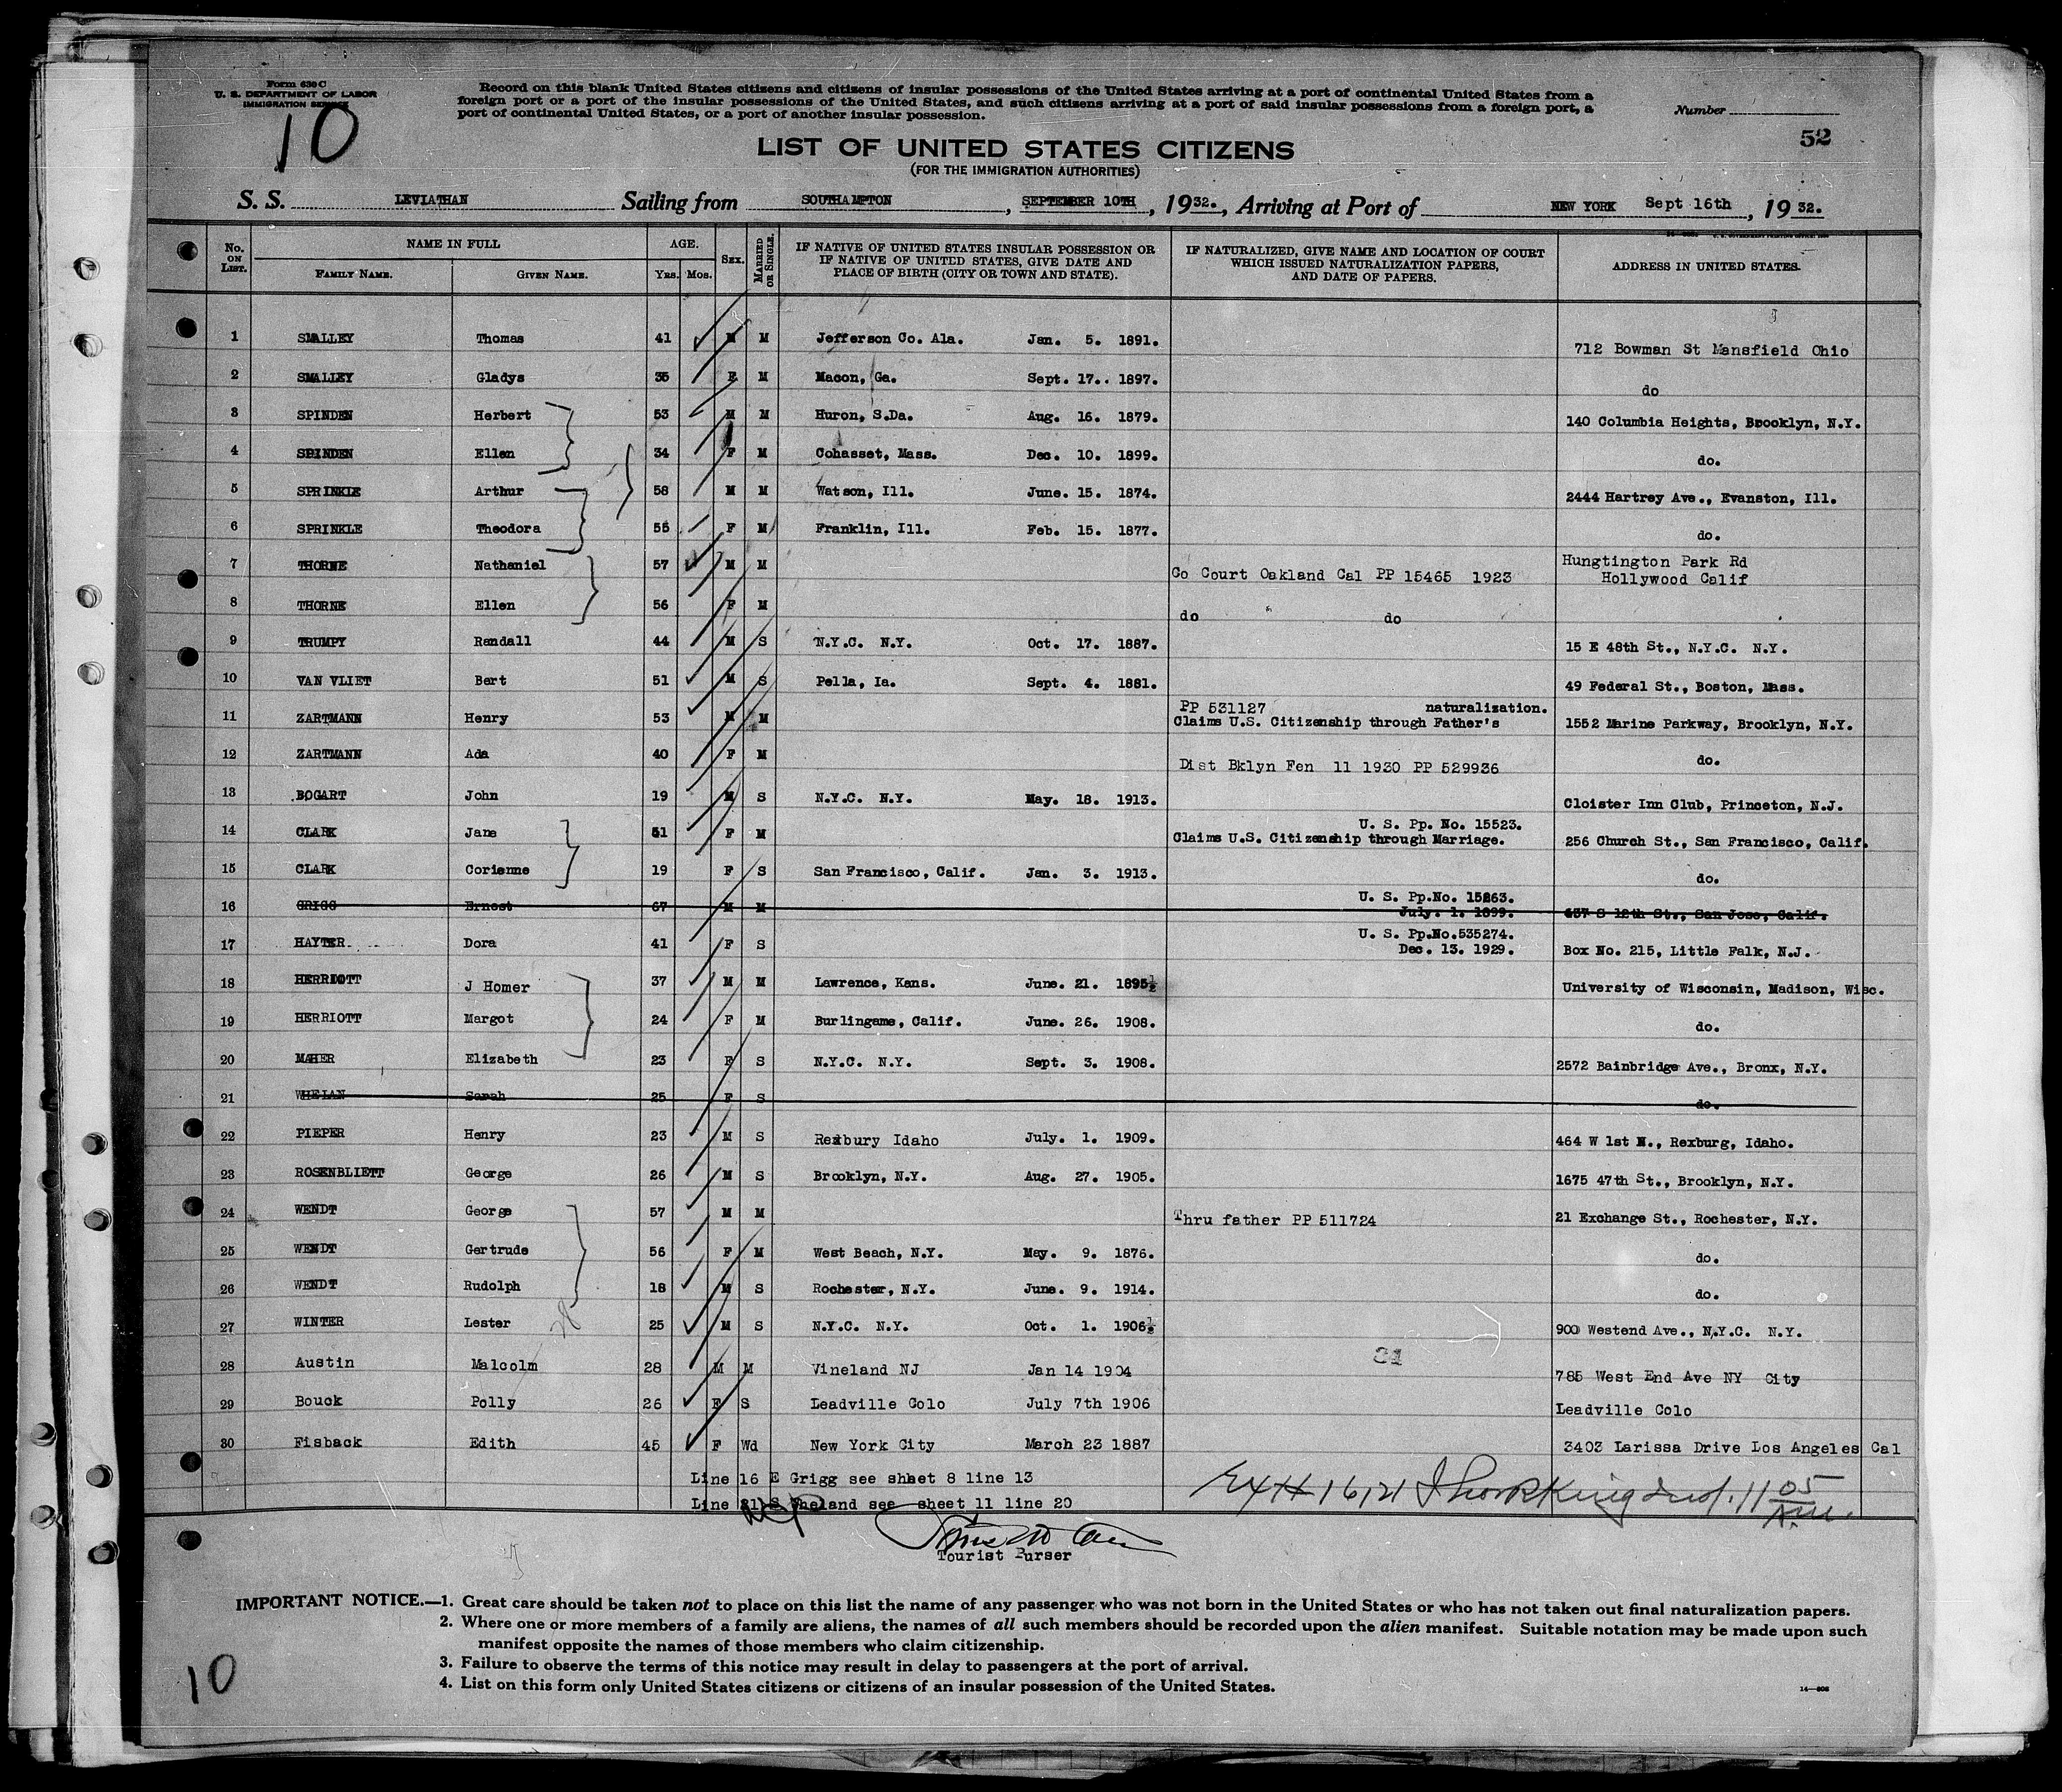 Form 630 C
U. S. DEPARTMENT OF LABOR
IMMIGRATION SERVICE
10
Record on this blank United States citizens and citizens of insular possessions of the United States arriving at a port of continental United States from a
foreign port or a port of the insular possessions of the United States, and such citizens arriving at a port of said insular possessions from a foreign port, a
port of continental United States, or a port of another insular possession.
Number
52
LIST OF UNITED STATES CITIZENS
(FOR THE IMMIGRATION AUTHORITIES)
S. S. LEVIATHAN Sailing from SOUTHAMPTON, SEPTEMBER 10TH, 1932., Arriving at Port of NEW YORK Sept 16th, 1932.
No. ON LIST. NAME IN FULL FAMILY NAME. GIVEN NAME. AGE. YRS. MOS. SEX. MARRIED OR SINGLE. IF NATIVE OF UNITED STATES INSULAR POSSESSION OR IF NATIVE OF UNITED STATES, GIVE DATE AND PLACE OF BIRTH (CITY OR TOWN AND STATE). IF NATURALIZED, GIVE NAME AND LOCATION OF COURT WHICH ISSUED NATURALIZATION PAPERS, AND DATE OF PAPERS. ADDRESS IN UNITED STATES.
1 SMALLEY Thomas 41 M M Jefferson Co. Ala. Jan. 5. 1891. 712 Bowman St Mansfield Ohio
2 SMALLEY Gladys 35 F M Macon, Ga. Sept. 17.. 1897. do
3 SPINDEN Herbert 53 M M Huron, S.Da. Aug. 16. 1879. 140 Columbia Heights, Brooklyn, N.Y.
4 SPINDEN Ellen 34 F M Cohasset, Mass. Dec. 10. 1899. do.
5 SPRINKLE Arthur 58 M M Watson, Ill. June. 15. 1874. 2444 Hartrey Ave., Evanston, Ill.
6 SPRINKLE Theodora 55 F M Franklin, Ill. Feb. 15. 1877. do.
7 THORNE Nathaniel 57 M M Co Court Oakland Cal PP 15465 1923 Hungtington Park Rd
Hollywood Calif
8 THORNE Ellen 56 F M do do
9 TRUMPY Randall 44 M S N.Y.C. N.Y. Oct. 17. 1887. 15 E 48th St., N.Y.C. N.Y.
10 VAN VLIET Bert 51 M S Pella, Ia. Sept. 4. 1881. 49 Federal St., Boston, Mass.
PP 531127 naturalization.
11 ZARTMANN Henry 53 M M Claims U.S. Citizenship through Father's 1552 Marine Parkway, Brooklyn, N.Y.
12 ZARTMANN Ada 40 F M Dist Bklyn Fen 11 1930 PP 529936 do.
13 BOGART John 19 M S N.Y.C. N.Y. May. 18. 1913. Cloister Inn Club, Princeton, N.J.
U. S. Pp. No. 15523.
14 CLARK Jane 51 F M Claims U.S. Citizenship through Marriage. 256 Church St., San Francisco, Calif.
15 CLARK Corienne 19 F S San Francisco, Calif. Jan. 3. 1913. do.
U. S. Pp.No. 15263.
16 GRIGG Ernest 67 M M July. 1. 1899. 437 S 12th St., San Jose, Calif.
U. S. Pp.No.535274.
17 HAYTER Dora 41 F S Dec. 13. 1929. Box No. 215, Little Falk, N.J.
18 HERRIOTT J Homer 37 M M Lawrence, Kans. June. 21. 1895 University of Wisconsin, Madison, Wisc.
19 HERRIOTT Margot 24 F M Burlingame, Calif. June. 26. 1908. do.
20 MAHER Elizabeth 23 F S N.Y.C. N.Y. Sept. 3. 1908. 2572 Bainbridge Ave., Bronx, N.Y.
21 WHELAN Sarah 25 F S do.
22 PIEPER Henry 23 M S Rexbury Idaho July. 1. 1909. 464 W 1st N., Rexburg, Idaho.
23 ROSENBLIETT George 26 M S Brooklyn, N.Y. Aug. 27. 1905. 1675 47th St., Brooklyn, N.Y.
24 WENDT George 57 M M Thru father PP 511724 21 Exchange St., Rochester, N.Y.
25 WENDT Gertrude 56 F M West Beach, N.Y. May. 9. 1876. do.
26 WENDT Rudolph 18 M S Rochester, N.Y. June. 9. 1914. do.
27 WINTER Lester 25 M S N.Y.C. N.Y. Oct. 1. 1906 900 Westend Ave., N.Y.C. N.Y.
28 Austin Malcolm 28 M M Vineland NJ Jan 14 1904 785 West End Ave NY City
29 Bouck Polly 26 F S Leadville Colo July 7th 1906 Leadville Colo
30 Fisback Edith 45 F Wd New York City March 23 1887 3403 Larissa Drive Los Angeles Cal
Line 16 E Grigg see shhet 8 line 13
Line 21 S Wheland see sheet 11 line 20
Tourist Purser
IMPORTANT NOTICE.—1. Great care should be taken not to place on this list the name of any passenger who was not born in the United States or who has not taken out final naturalization papers.
2. Where one or more members of a family are aliens, the names of all such members should be recorded upon the alien manifest. Suitable notation may be made upon such
manifest opposite the names of those members who claim citizenship.
3. Failure to observe the terms of this notice may result in delay to passengers at the port of arrival.
4. List on this form only United States citizens or citizens of an insular possession of the United States.
10